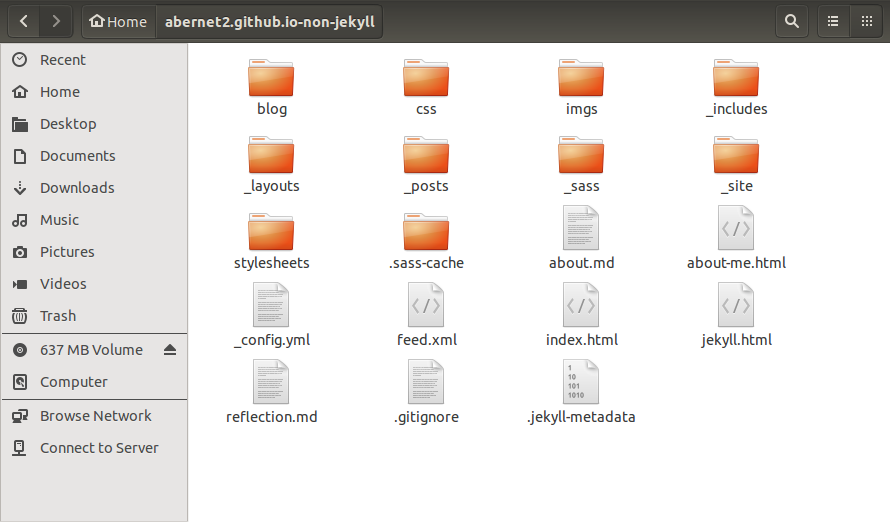 Home
abernet2.github.io-non-jekyll
Recent
Home
Desktop
Documents
Downloads
Music
Pictures
Videos
Trash
637 MB Volume
Computer
Browse Network
Connect to Server
blog
css
imgs
_includes
_layouts
_posts
_sass
_site
stylesheets
.sass-cache
about.md
about-me.html
_config.yml
feed.xml
index.html
jekyll.html
reflection.md
.gitignore
1
10
101
1010
.jekyll-metadata